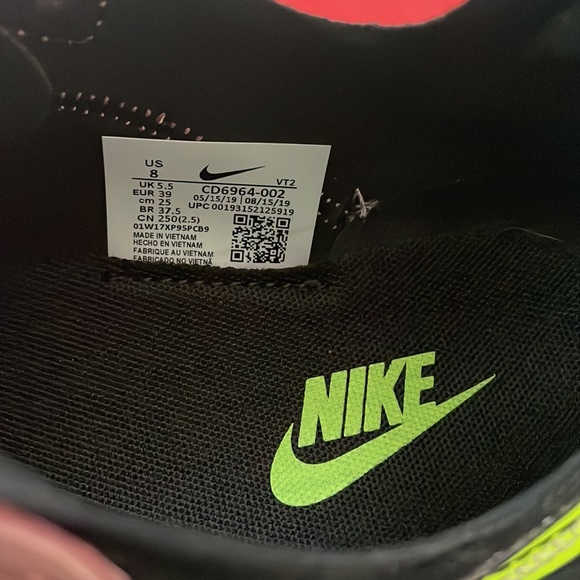 US
8
UK 5.5
EUR 39
cm 25
BR 37.5
CN 250(2.5)
VT2
CD6964-002
05/15/19 | 08/15/19
UPC 00193152125919
01W17XP95PCB9
MADE IN VIETNAM
HECHO EN VIETNAM
FABRIQUE AU VIETNAM
FABRICADO NO VIETNÃ
NIKE